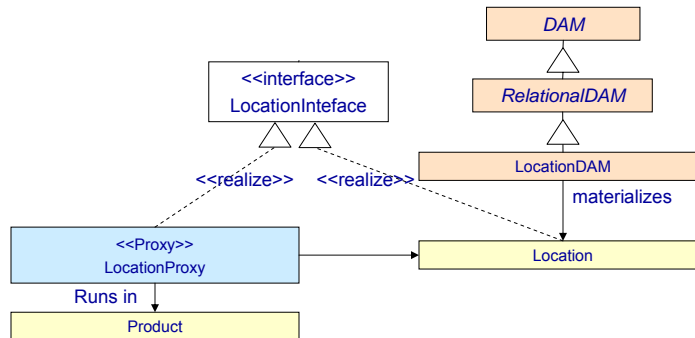 DAM
<<interface>>
LocationInteface
RelationalDAM
LocationDAM
<<realize>>
<<realize>>
materializes
<<Proxy>>
LocationProxy
Location
Runs in
Product